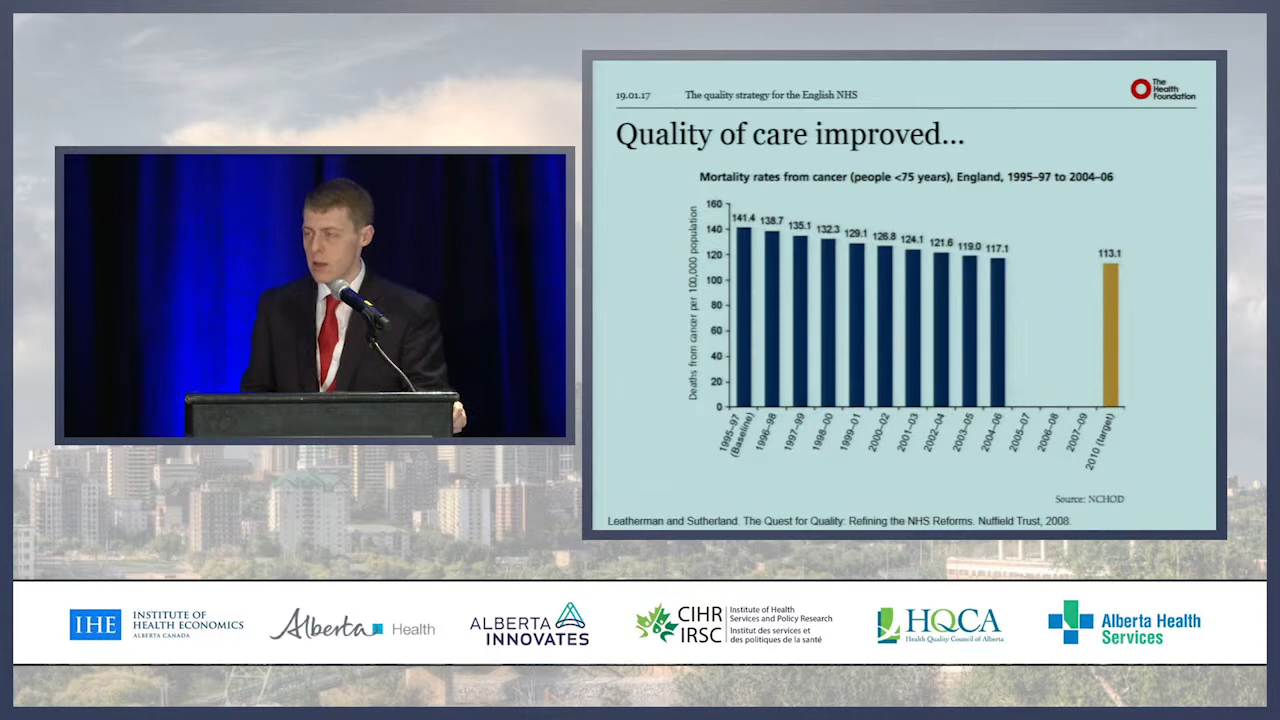 19.01.17 The quality strategy for the English NHS
The
Health
Foundation
Quality of care improved...
Mortality rates from cancer (people <75 years), England, 1995–97 to 2004–06
Deaths from cancer per 100,000 population
160
140
120
100
80
60
40
20
0
141.4 138.7 135.1 132.3 129.1 126.8 124.1 121.6 119.0 117.1 113.1
1995–97 (Baseline)
1996–98
1997–99
1998–00
1999–01
2000–02
2001–03
2002–04
2003–05
2004–06
2005–07
2006–08
2007–09
2010 (target)
Source: NCHOD
Leatherman and Sutherland. The Quest for Quality: Refining the NHS Reforms. Nuffield Trust, 2008.
IHE
INSTITUTE OF
HEALTH ECONOMICS
ALBERTA CANADA
Alberta Health
ALBERTA
INNOVATES
CIHR
IRSC
Institute of Health
Services and Policy Research
Institut des services et
des politiques de la santé
HQCA
Health Quality Council of Alberta
Alberta Health
Services